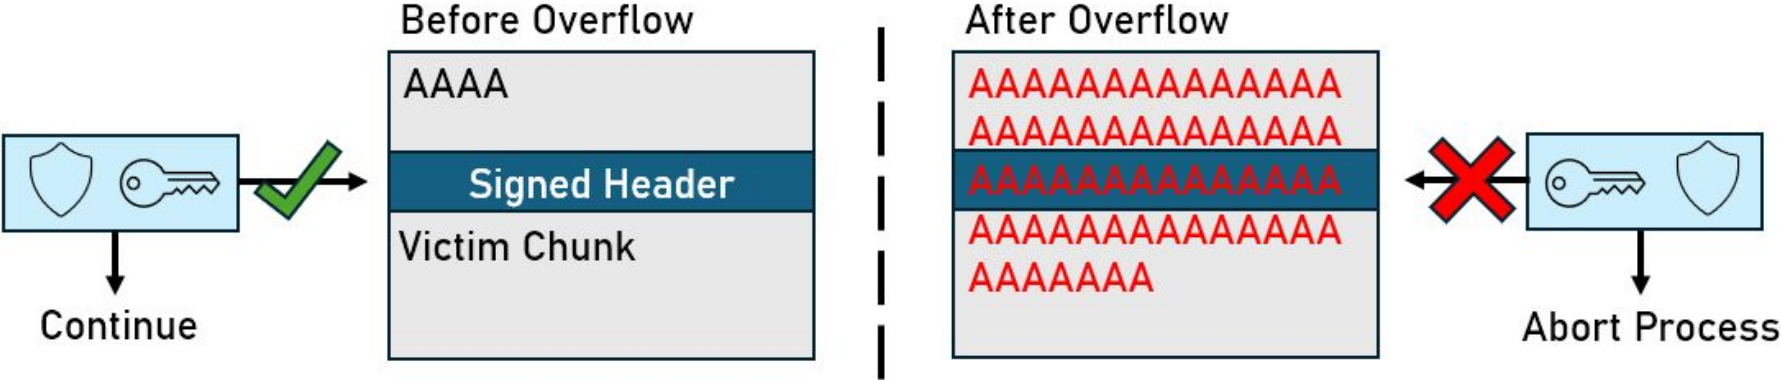 Before Overflow
AAAA
Signed Header
Victim Chunk
Continue
After Overflow
AAAAAAAAAAAAAA
AAAAAAAAAAAAAA
AAAAAAAAAAAAAA
AAAAAAAAAAAAAA
AAAAAAA
Abort Process